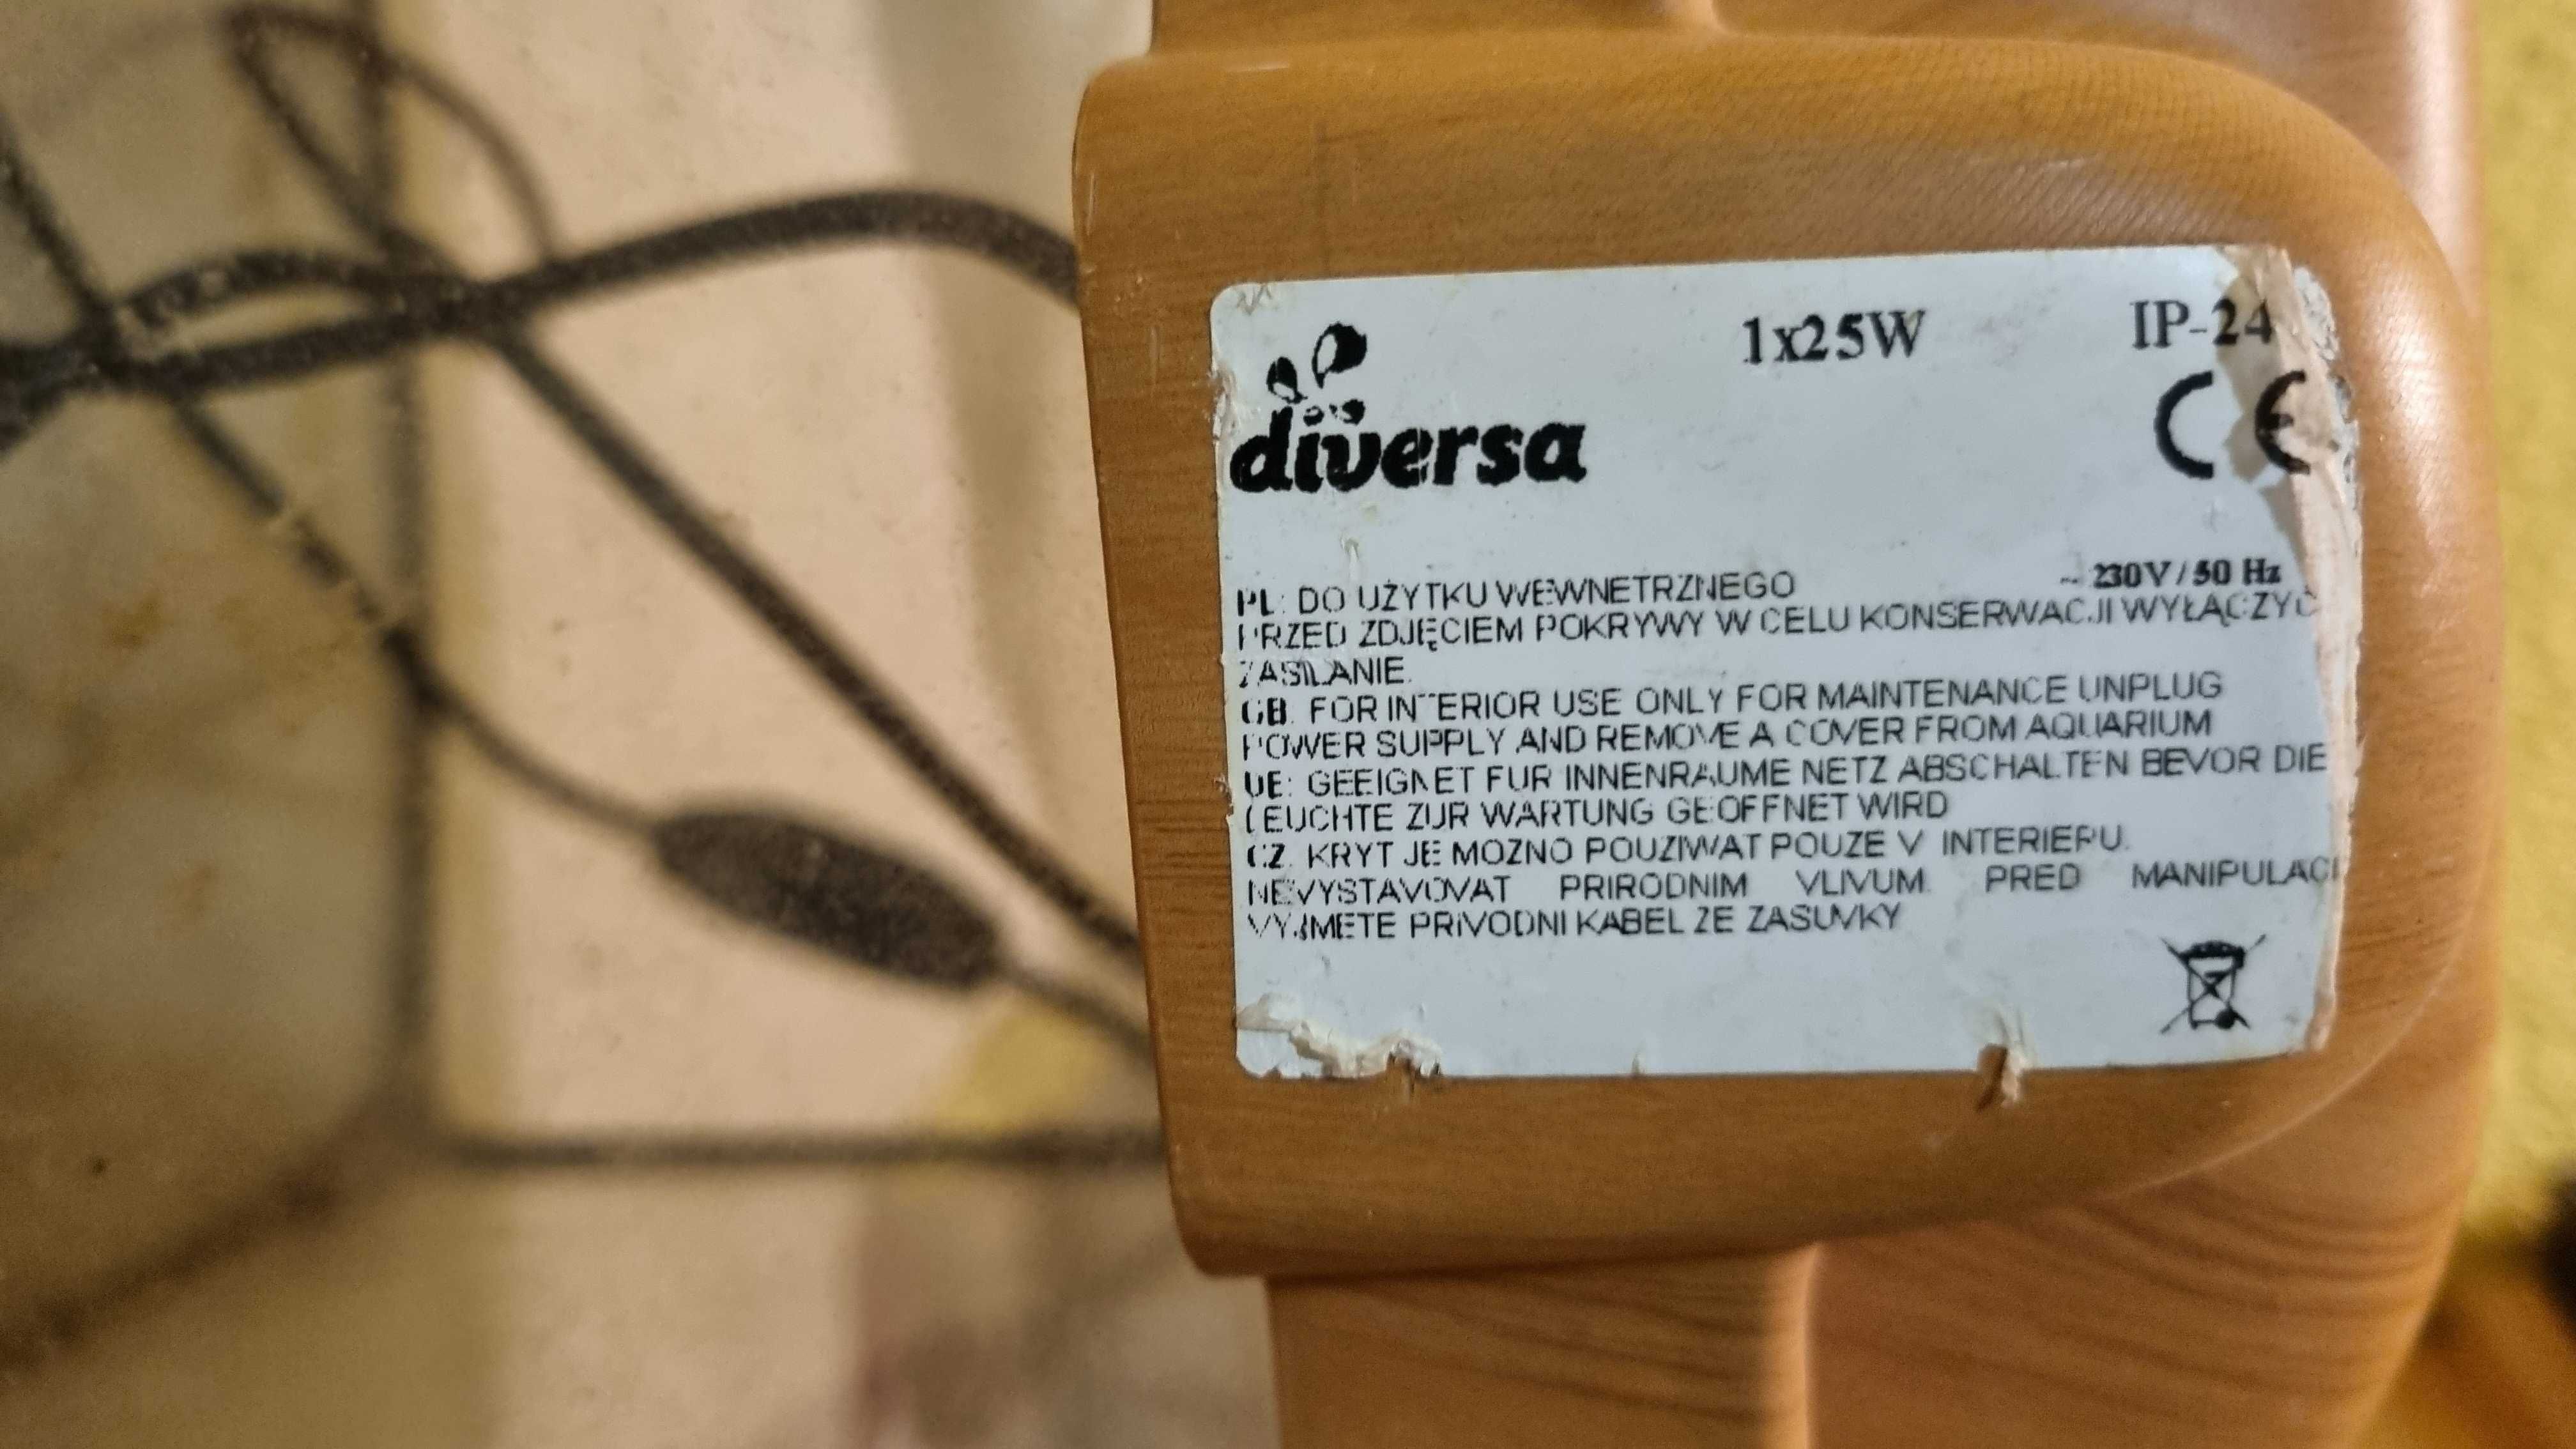 diversa
1x25W
IP-24
CE
~ 230V / 50 Hz
PL: DO UŻYTKU WEWNETRZNEGO
PRZED ZDJĘCIEM POKRYWY W CELU KONSERWACJI WYŁĄCZYĆ
ZASILANIE.
GB. FOR INTERIOR USE ONLY FOR MAINTENANCE UNPLUG
POWER SUPPLY AND REMOVE A COVER FROM AQUARIUM
DE: GEEIGNET FUR INNENRAUME NETZ ABSCHALTEN BEVOR DIE
LEUCHTE ZUR WARTUNG GEOFFNET WIRD
CZ. KRYT JE MOZNO POUZIWAT POUZE V INTERIERU.
NEVYSTAVOVAT PRIRODNIM VLIVUM. PRED MANIPULACI
VYJMETE PRIVODNI KABEL ZE ZASUVKY